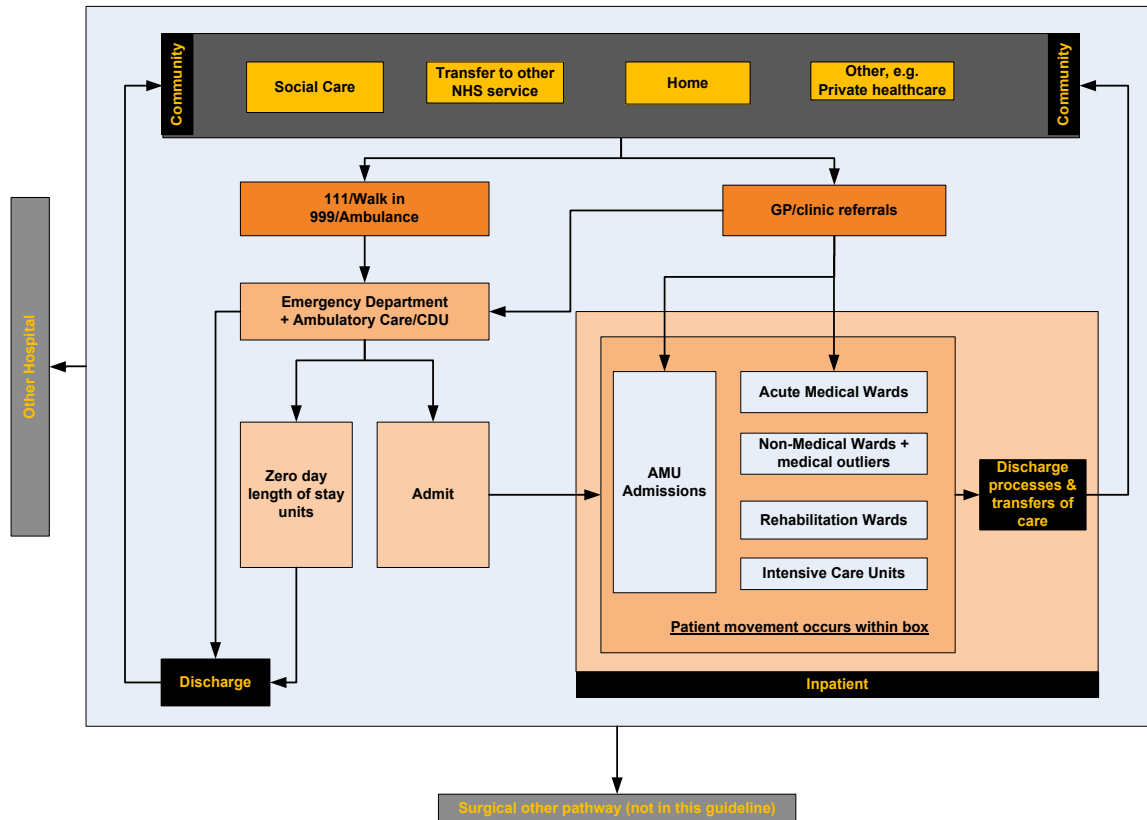 Community
Social Care
Transfer to other
NHS service
Home
Other, e.g.
Private healthcare
Community
111/Walk in
999/Ambulance
GP/clinic referrals
Emergency Department
+ Ambulatory Care/CDU
Other Hospital
Zero day
length of stay
units
Admit
AMU
Admissions
Acute Medical Wards
Non-Medical Wards +
medical outliers
Rehabilitation Wards
Intensive Care Units
Patient movement occurs within box
Discharge
processes &
transfers of
care
Discharge
Inpatient
Surgical other pathway (not in this guideline)